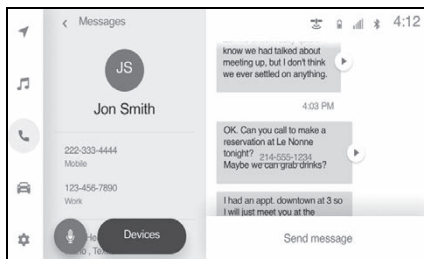 Messages
4:12
JS
Jon Smith
222-333-4444
Mobile
123-456-7890
Work
Devices
know we had talked about
meeting up, but I don't think
we ever settled on anything.
4:03 PM
OK. Can you call to make a
reservation at Le Nonne
tonight? 214-555-1234
Maybe we can grab drinks?
I had an appt. downtown at 3 so
I will just meet you at the
Send message